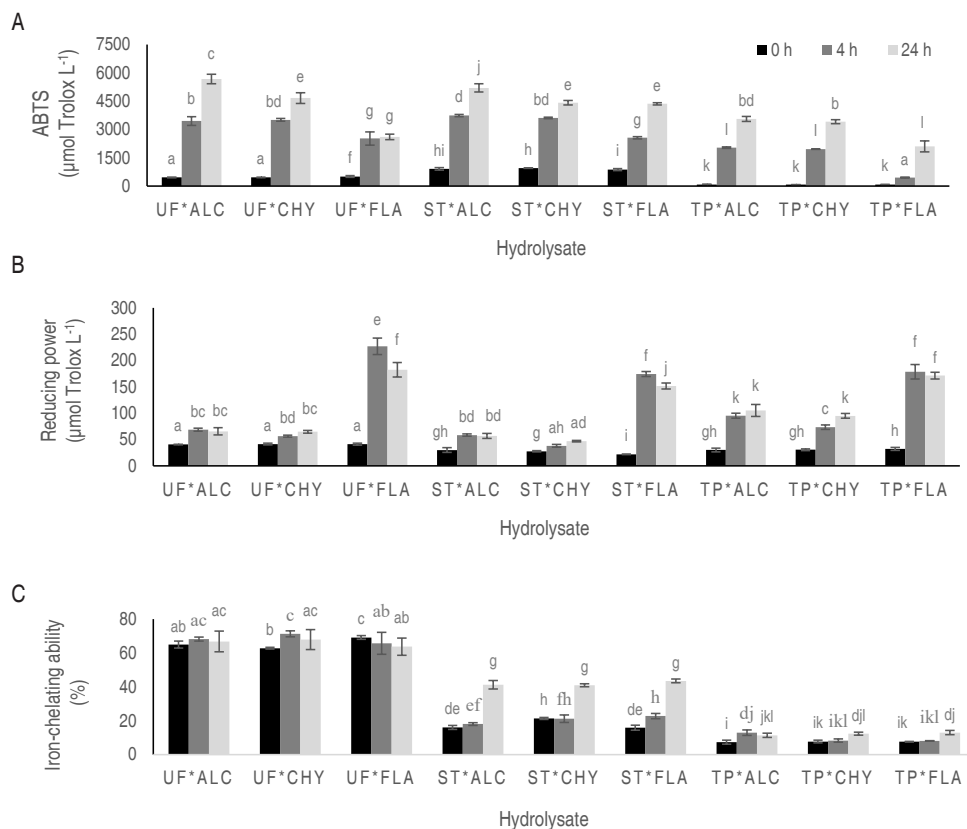 A
7500
6000
4500
3000
1500
0
ABTS
(µmol Trolox L-1)
0 h 4 h 24 h
a b c a bd e f g g hi d j h bd e i g e k l bd k l b k a l
UF*ALC UF*CHY UF*FLA ST*ALC ST*CHY ST*FLA TP*ALC TP*CHY TP*FLA
Hydrolysate
B
300
250
200
150
100
50
0
Reducing power
(µmol Trolox L-1)
a bc bc a bd bc a e f gh bd bd g ah ad i f j gh k k gh c k h f f
UF*ALC UF*CHY UF*FLA ST*ALC ST*CHY ST*FLA TP*ALC TP*CHY TP*FLA
Hydrolysate
C
80
60
40
20
0
Iron-chelating ability
(%)
ab ac ac b c ac c ab ab de ef g h fh g de h g i dj jkl ik ikl djl ik ikl dj
UF*ALC UF*CHY UF*FLA ST*ALC ST*CHY ST*FLA TP*ALC TP*CHY TP*FLA
Hydrolysate